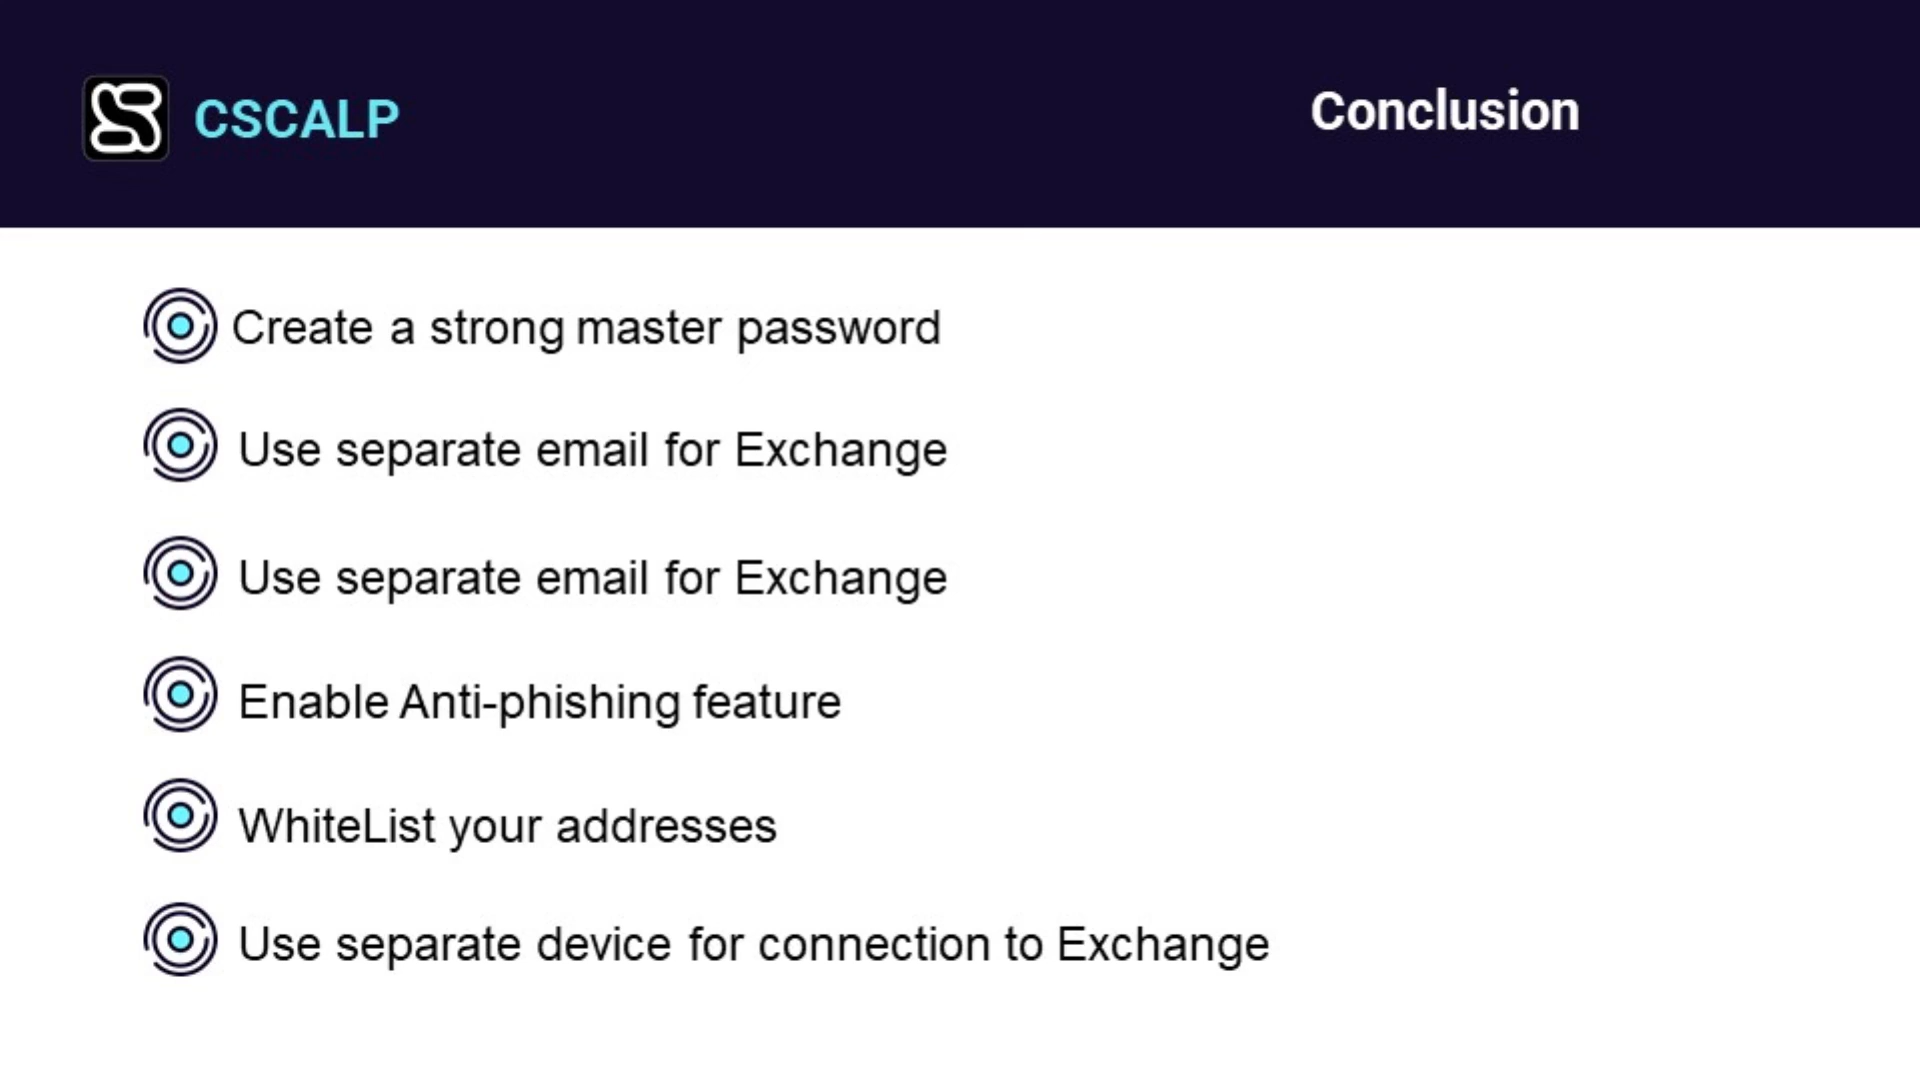 CSCALP
Conclusion
Create a strong master password
Use separate email for Exchange
Use separate email for Exchange
Enable Anti-phishing feature
WhiteList your addresses
Use separate device for connection to Exchange